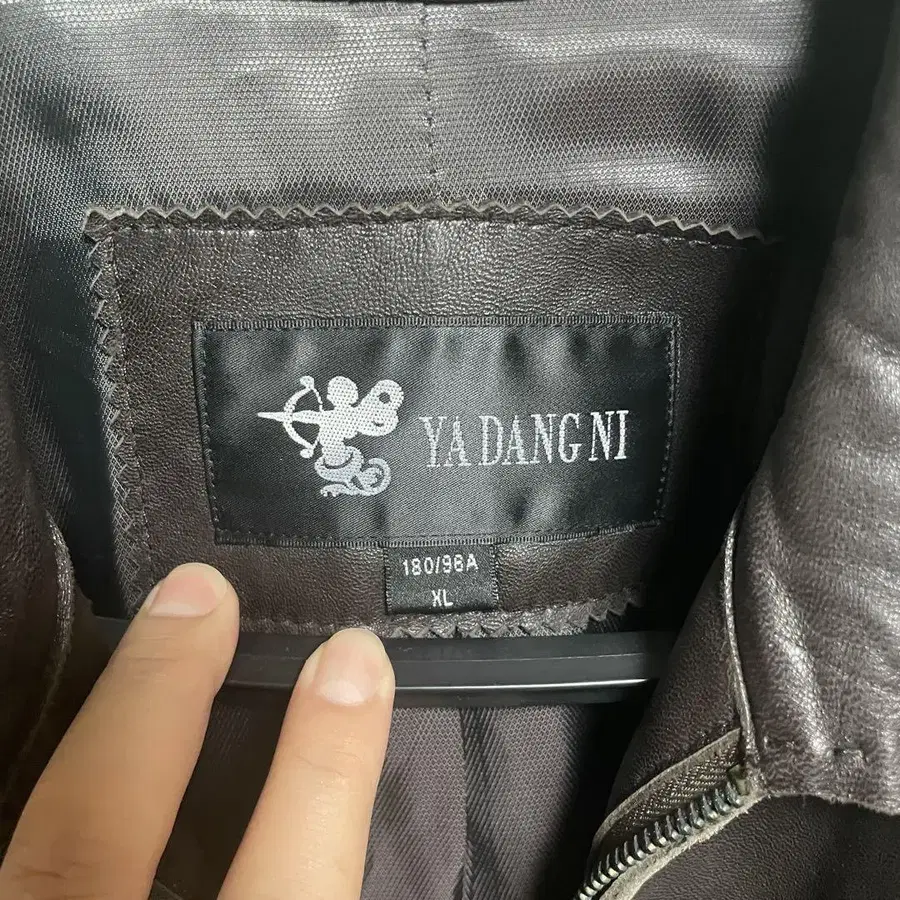 YA DANG NI
180/96A
XL